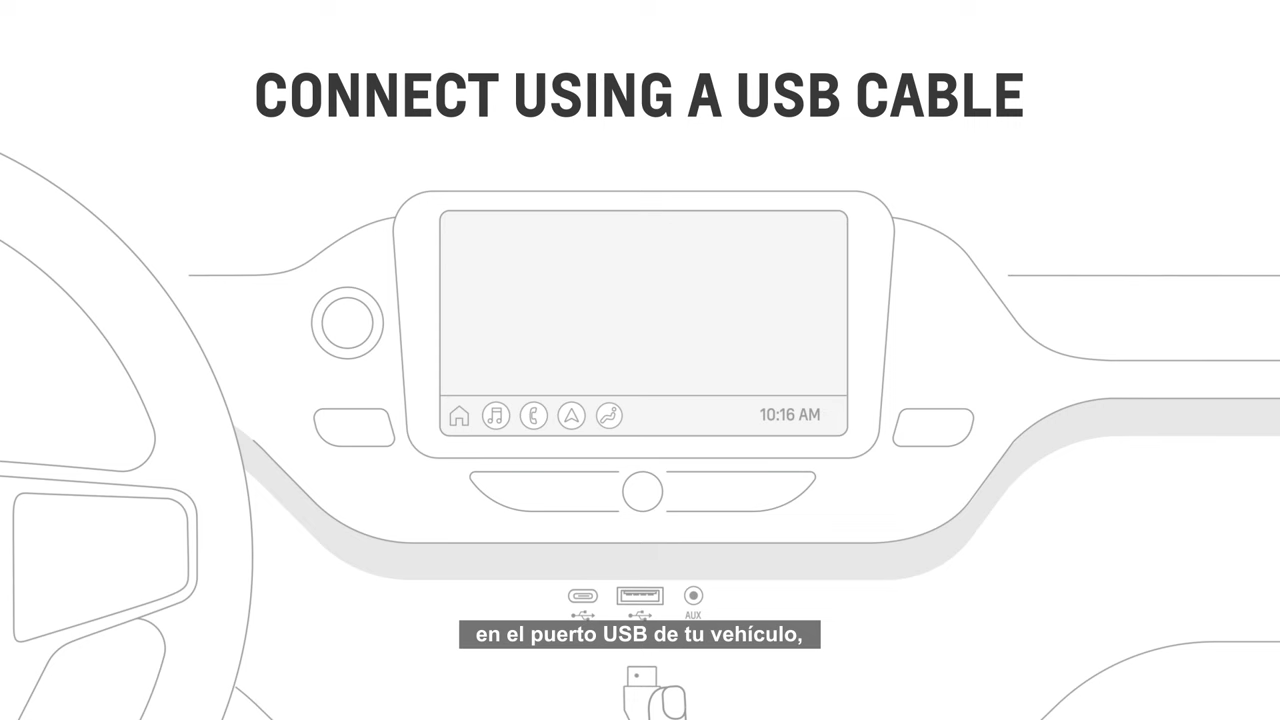 CONNECT USING A USB CABLE
10:16 AM
AUX
en el puerto USB de tu vehículo,